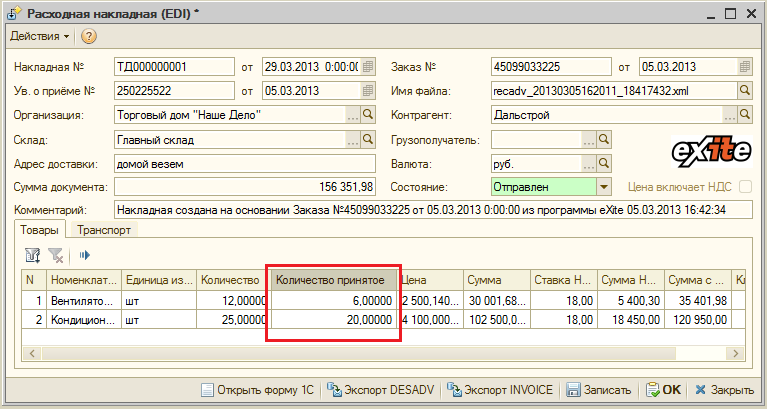 Расходная накладная (EDI) *
Действия
Накладная № ТД000000001 от 29.03.2013 0:00:00 Заказ № 45099033225 от 05.03.2013
Ув. о приёме № 250225522 от 05.03.2013 Имя файла: recadv_20130305162011_18417432.xml
Организация: Торговый дом "Наше Дело" Контрагент: Дальстрой
Склад: Главный склад Грузополучатель: exite
Адрес доставки: домой везем Валюта: руб.
Сумма документа: 156 351,98 Состояние: Отправлен Цена включает НДС
Комментарий: Накладная создана на основании Заказа №45099033225 от 05.03.2013 0:00:00 из программы eXite 05.03.2013 16:42:34
Товары Транспорт
N Номенклат... Единица из... Количество Количество принятое Цена Сумма Ставка Н... Сумма Н... Сумма с ... Кл
1 Вентилято... шт 12,00000 6,00000 2 500,140... 30 001,68... 18,00 5 400,30 35 401,98
2 Кондицион... шт 25,00000 20,00000 4 100,000... 102 500,0... 18,00 18 450,00 120 950,00
Открыть форму 1С Экспорт DESADV Экспорт INVOICE Записать OK Закрыть